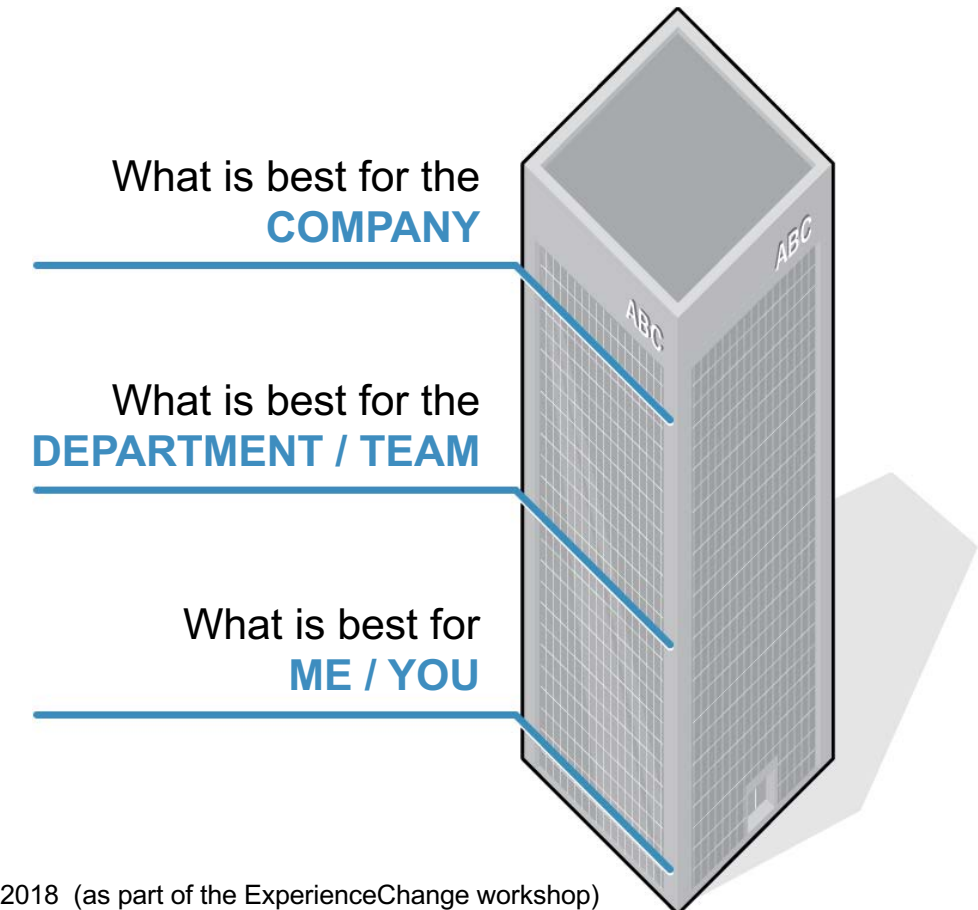 What is best for the
COMPANY
ABC
ABC
What is best for the
DEPARTMENT / TEAM
What is best for
ME / YOU
2018 (as part of the ExperienceChange workshop)